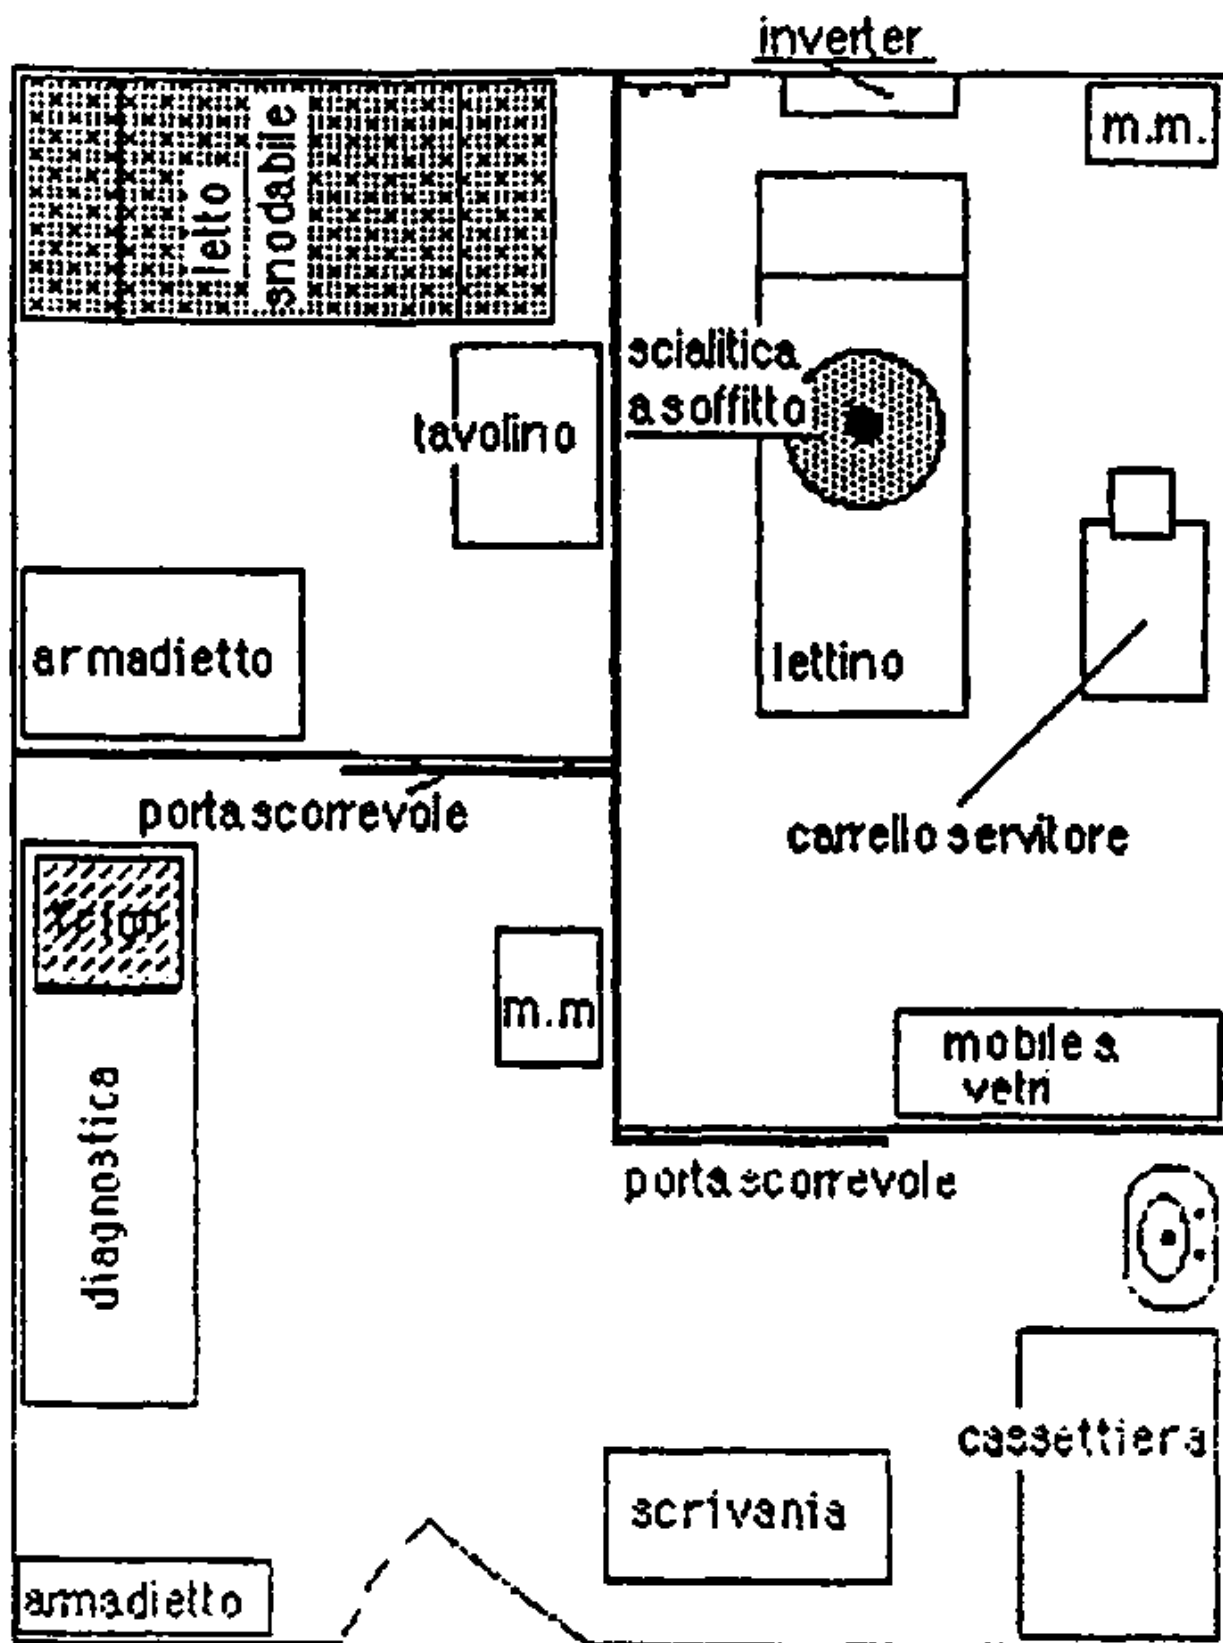 inverter
m.m.
letto
snodabile
scialitica
a soffitto
tavolino
armadietto
lettino
porta scorrevole
carrello servitore
m.m
mobile a
vetri
diagnostica
porta scorrevole
cassettiera
scrivania
armadietto